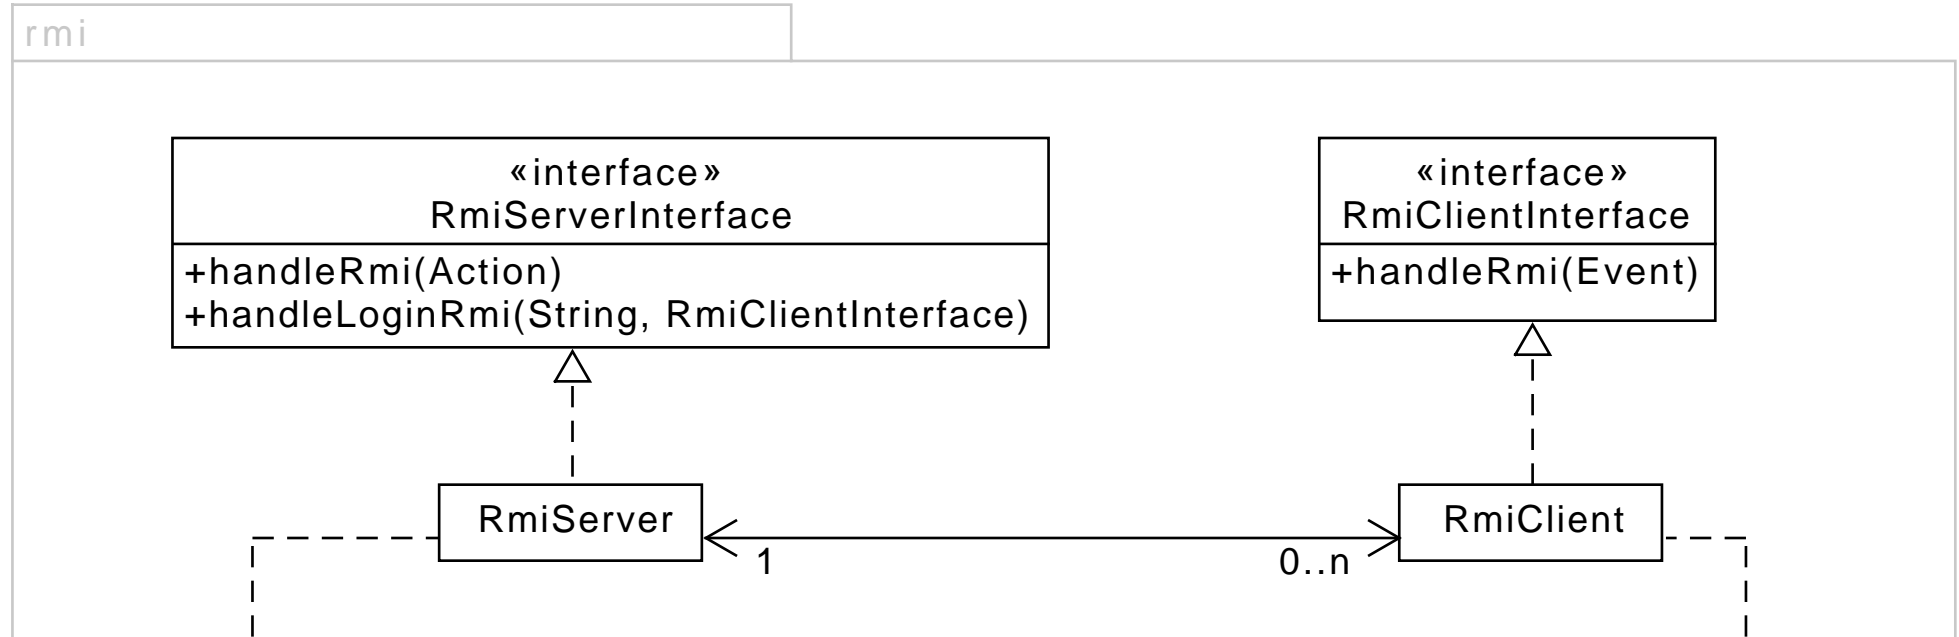 rmi
«interface»
RmiServerInterface
+handleRmi(Action)
+handleLoginRmi(String, RmiClientInterface)
«interface»
RmiClientInterface
+handleRmi(Event)
RmiServer
1
0..n
RmiClient